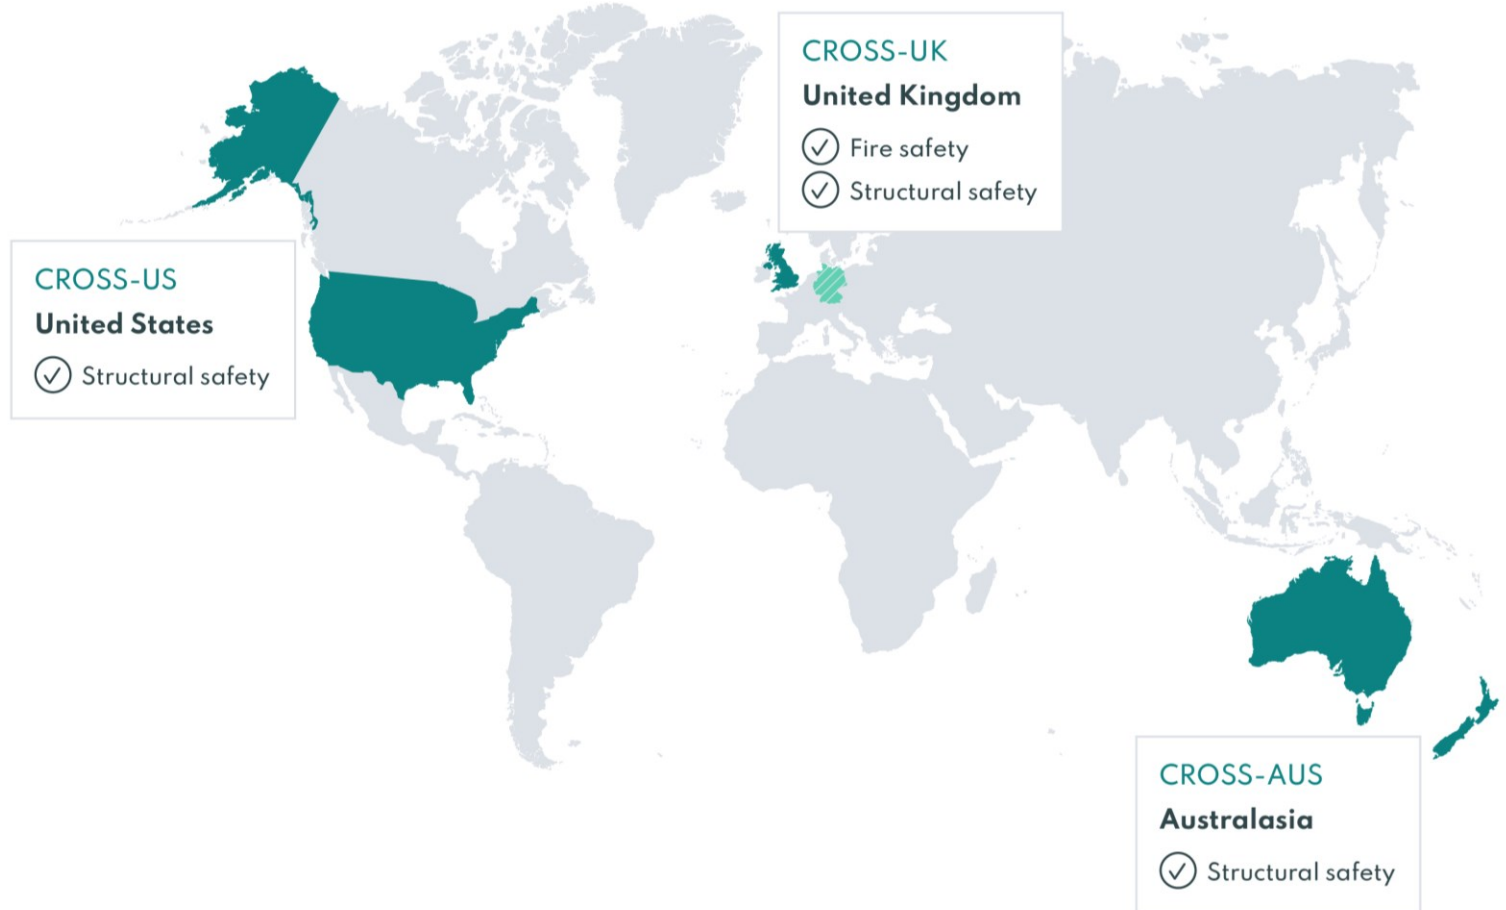 CROSS-UK
United Kingdom
Fire safety
Structural safety
CROSS-US
United States
Structural safety
CROSS-AUS
Australasia
Structural safety